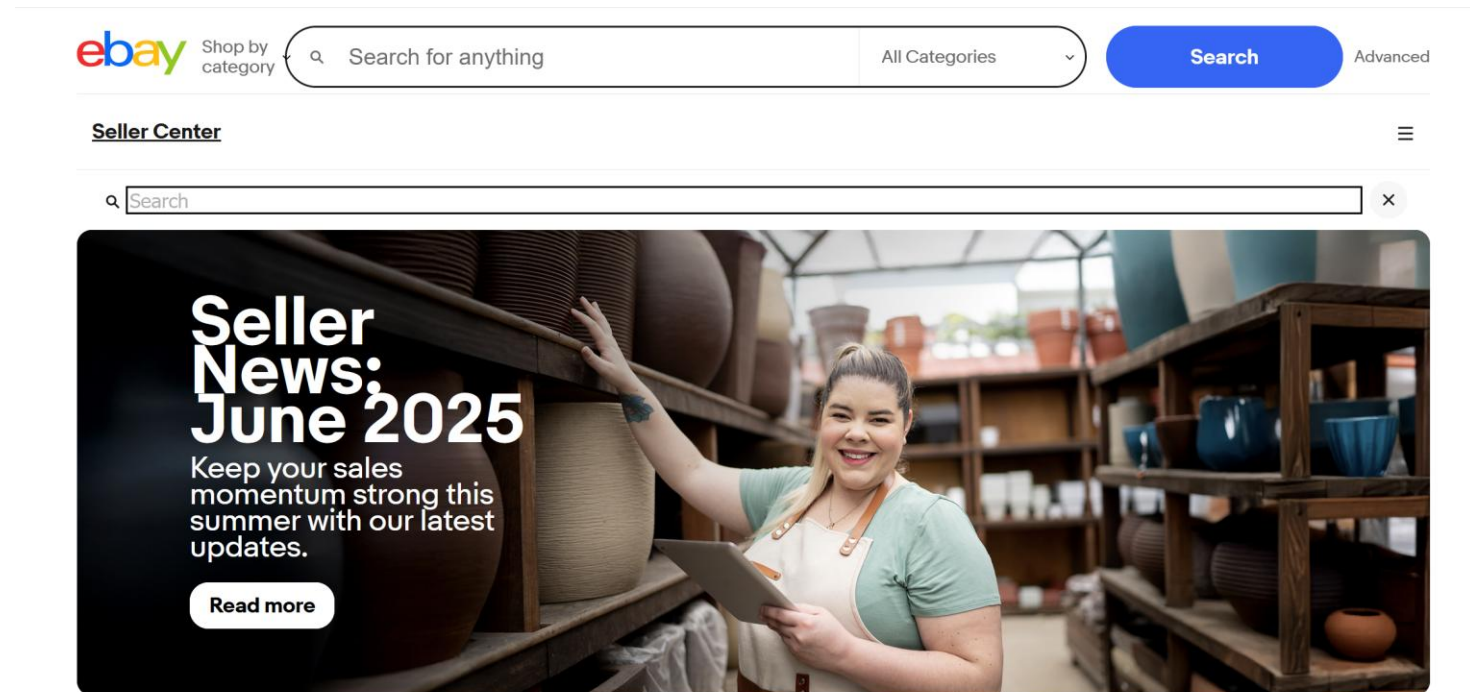 ebay
Shop by
category
Search for anything
All Categories
Search
Advanced
Seller Center
Search
Seller
News:
June 2025
Keep your sales
momentum strong this
summer with our latest
updates.
Read more